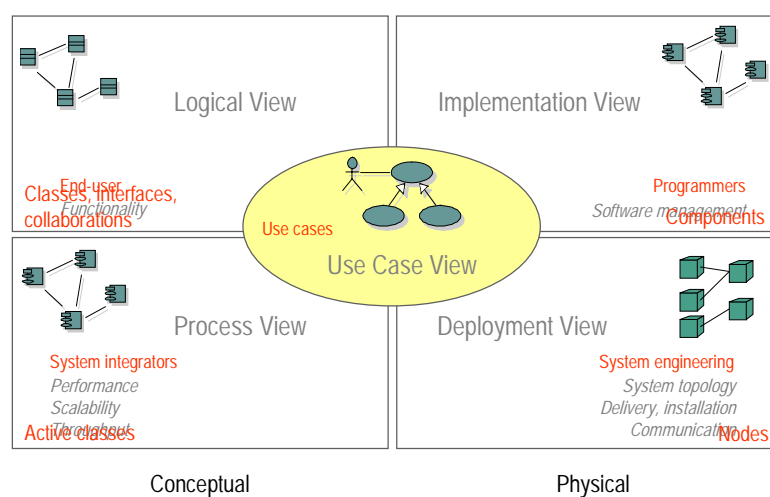 Logical View
Implementation View
End-user
Classes, interfaces,
Functionality
collaborations
Programmers
Software management
Components
Use cases
Use Case View
Process View
Deployment View
System integrators
Performance
Scalability
Throughput
Active classes
System engineering
System topology
Delivery, installation
Communication
Nodes
Conceptual
Physical